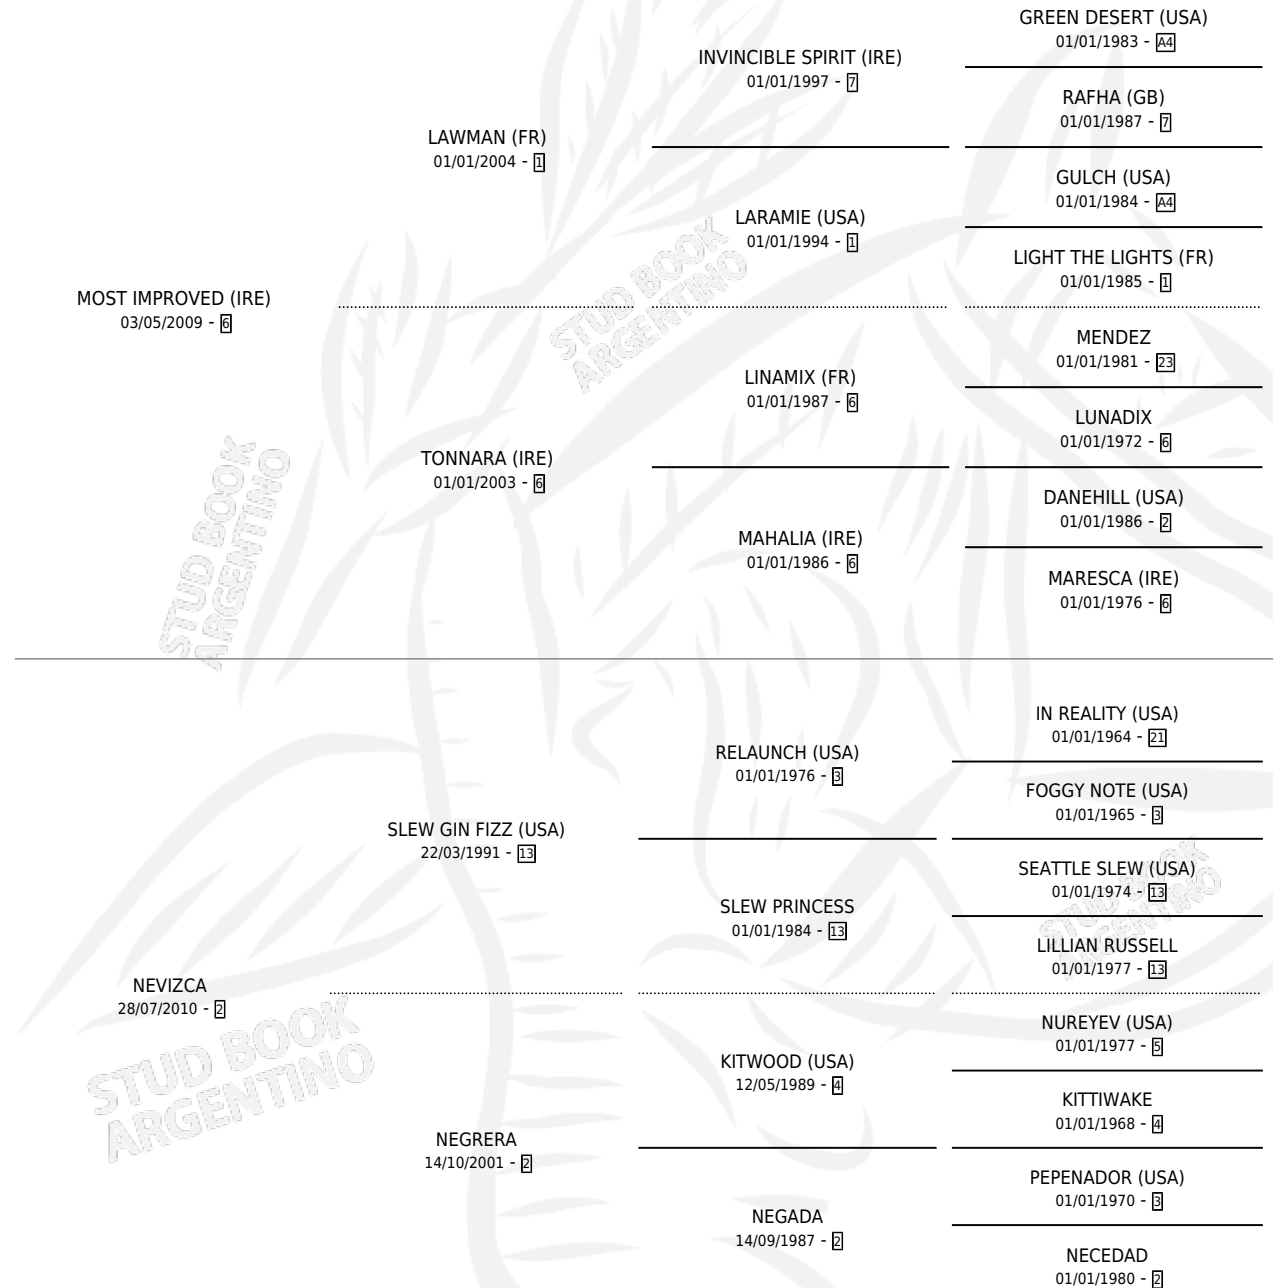 GREEN DESERT (USA)
01/01/1983 - A4
INVINCIBLE SPIRIT (IRE)
01/01/1997 - 7
RAFHA (GB)
01/01/1987 - 7
LAWMAN (FR)
01/01/2004 - 1
GULCH (USA)
01/01/1984 - A4
LARAMIE (USA)
01/01/1994 - 1
LIGHT THE LIGHTS (FR)
01/01/1985 - 1
MOST IMPROVED (IRE)
03/05/2009 - 6
STUD BOOK
ARGENTINO
MENDEZ
01/01/1981 - 23
LINAMIX (FR)
01/01/1987 - 6
LUNADIX
01/01/1972 - 6
TONNARA (IRE)
01/01/2003 - 6
DANEHILL (USA)
01/01/1986 - 2
MAHALIA (IRE)
01/01/1986 - 6
MARESCA (IRE)
01/01/1976 - 6
STUD BOOK
ARGENTINO
IN REALITY (USA)
01/01/1964 - 21
RELAUNCH (USA)
01/01/1976 - 3
FOGGY NOTE (USA)
01/01/1965 - 3
SLEW GIN FIZZ (USA)
22/03/1991 - 13
SEATTLE SLEW (USA)
01/01/1974 - 13
SLEW PRINCESS
01/01/1984 - 13
LILLIAN RUSSELL
01/01/1977 - 13
STUD BOOK
ARGENTINO
NEVIZCA
28/07/2010 - 2
NUREYEV (USA)
01/01/1977 - 5
KITWOOD (USA)
12/05/1989 - 4
KITTIWAKE
01/01/1968 - 4
STUD BOOK
ARGENTINO
NEGRERA
14/10/2001 - 2
PEPENADOR (USA)
01/01/1970 - 3
NEGADA
14/09/1987 - 2
NECEDAD
01/01/1980 - 2